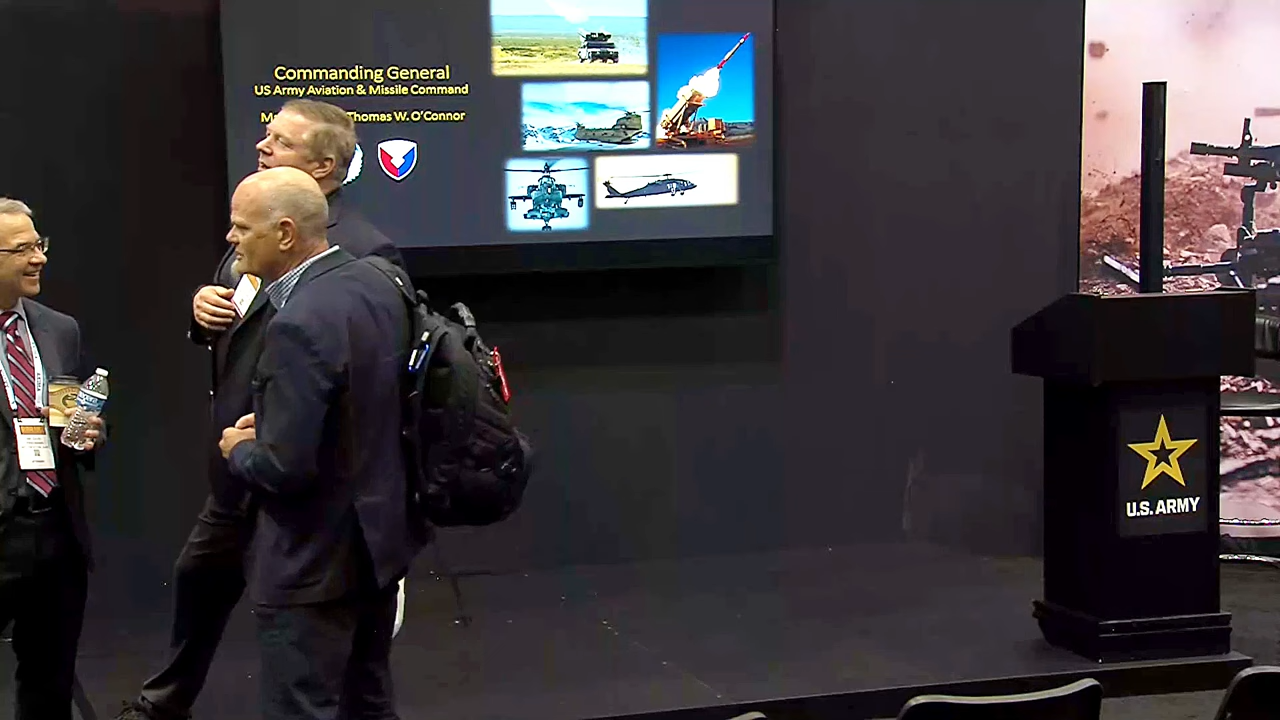 Commanding General
US Army Aviation & Missile Command
Thomas W. O'Connor
U.S. ARMY